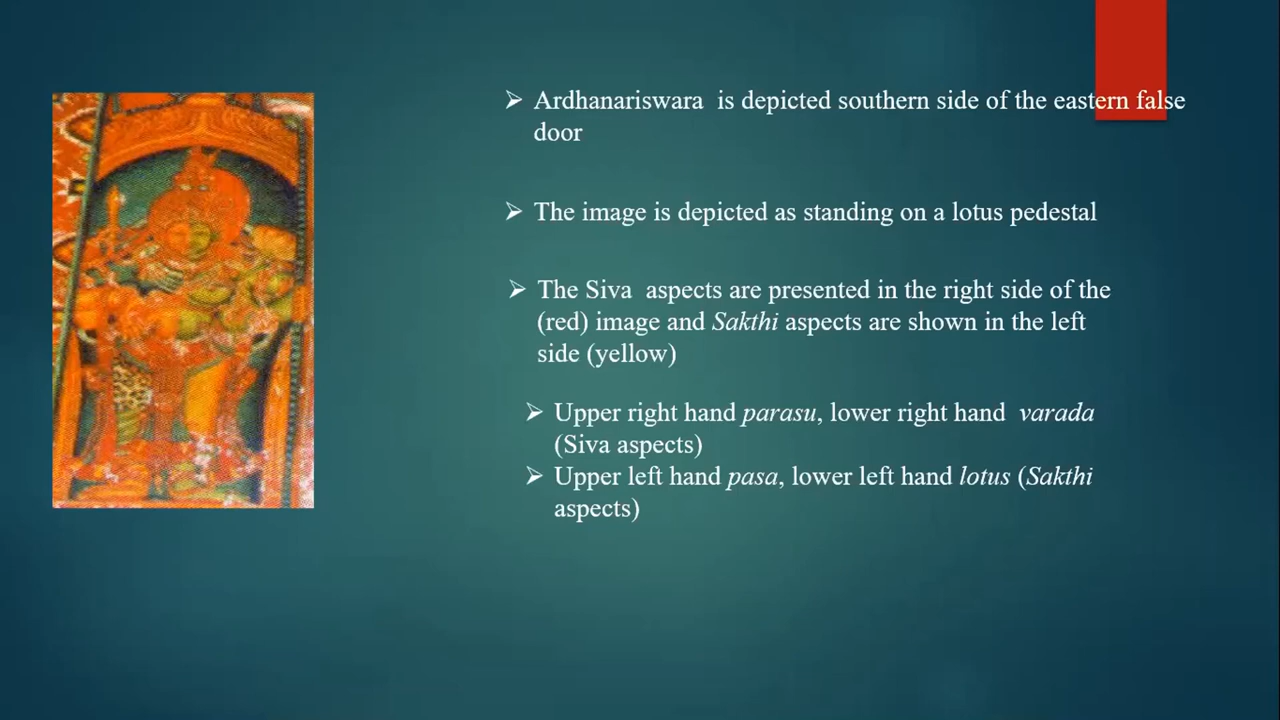 ➢ Ardhanariswara is depicted southern side of the eastern false
door
➢ The image is depicted as standing on a lotus pedestal
➢ The Siva aspects are presented in the right side of the
(red) image and Sakthi aspects are shown in the left
side (yellow)
➢ Upper right hand parasu, lower right hand varada
(Siva aspects)
➢ Upper left hand pasa, lower left hand lotus (Sakthi
aspects)